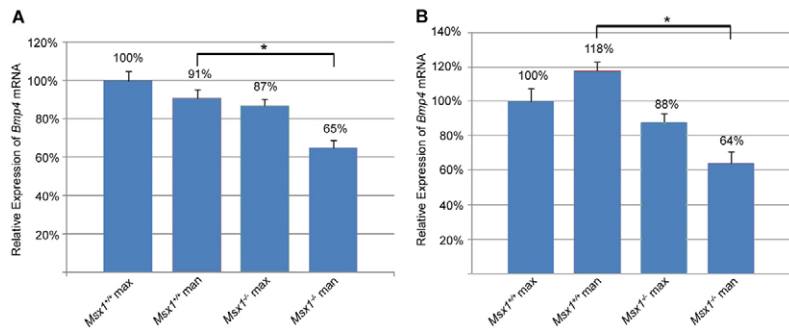 A
Relative Expression of Bmp4 mRNA
120%
100%
80%
60%
40%
20%
100%
91%
87%
65%
*
Msx1+/+ max
Msx1+/+ man
Msx1-/- max
Msx1-/- man
B
Relative Expression of Bmp4 mRNA
140%
120%
100%
80%
60%
40%
20%
100%
118%
88%
64%
*
Msx1+/+ max
Msx1+/+ man
Msx1-/- max
Msx1-/- man